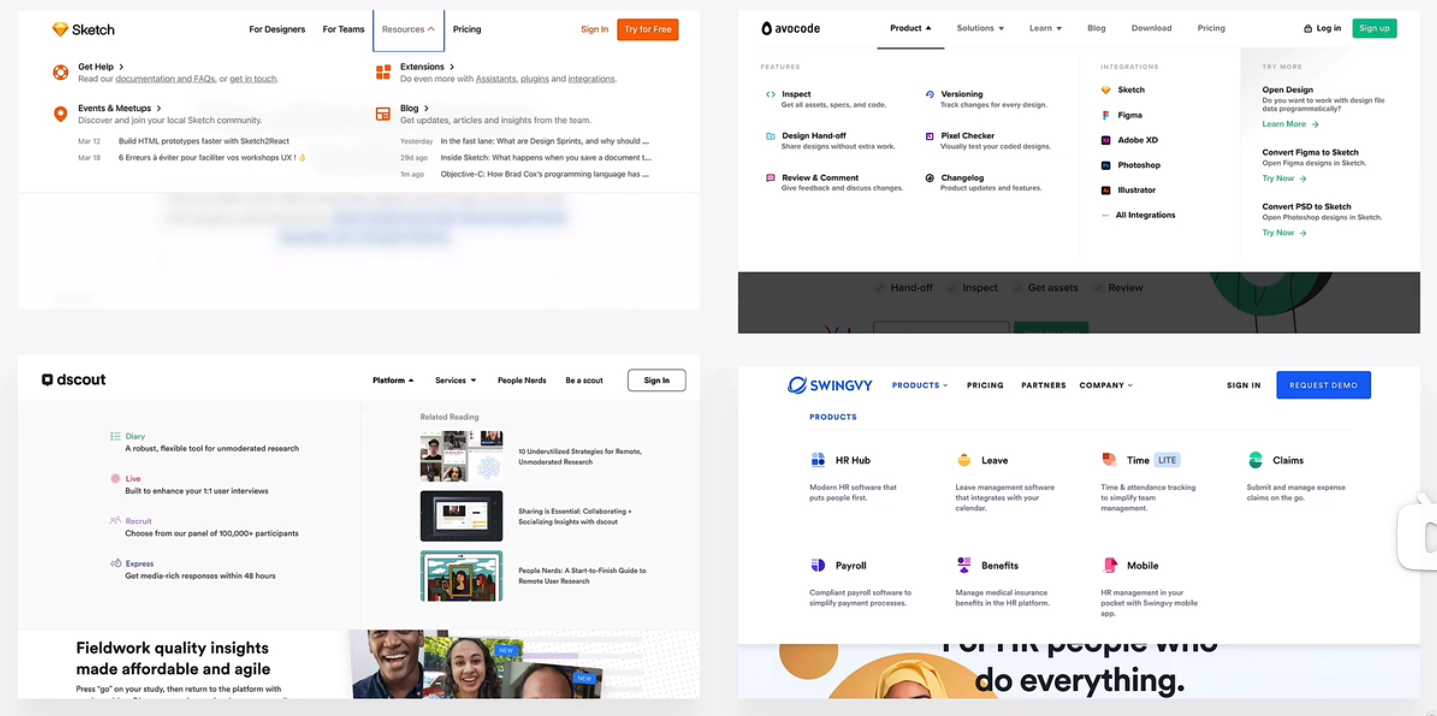 Sketch
For Designers For Teams Resources Pricing
Sign In Try for Free
Get Help
Read our documentation and FAQs, or get in touch.
Events & Meetups
Discover and join your local Sketch community.
Mar 12 Build HTML prototypes faster with Sketch2React
Mar 18 6 Erreurs à éviter pour faciliter vos workshops UX ! 👌
Extensions
Do even more with Assistants, plugins and integrations.
Blog
Get updates, articles and insights from the team.
Yesterday In the fast lane: What are Design Sprints, and why should ...
29d ago Inside Sketch: What happens when you save a document t...
1m ago Objective-C: How Brad Cox's programming language has ...
avocode
Product Solutions Learn Blog Download Pricing
Log in Sign up
FEATURES
Inspect
Get all assets, specs, and code.
Design Hand-off
Share designs without extra work.
Review & Comment
Give feedback and discuss changes.
Versioning
Track changes for every design.
Pixel Checker
Visually test your coded designs.
Changelog
Product updates and features.
INTEGRATIONS
Sketch
Figma
Adobe XD
Photoshop
Illustrator
All Integrations
TRY MORE
Open Design
Do you want to work with design file
data programmatically?
Learn More →
Convert Figma to Sketch
Open Figma designs in Sketch.
Try Now →
Convert PSD to Sketch
Open Photoshop designs in Sketch.
Try Now →
Hand-off Inspect Get assets Review
dscout
Platform Services People Nerds Be a scout Sign In
Diary
A robust, flexible tool for unmoderated research
Live
Built to enhance your 1:1 user interviews
Recruit
Choose from our panel of 100,000+ participants
Express
Get media-rich responses within 48 hours
Related Reading
10 Underutilized Strategies for Remote,
Unmoderated Research
Sharing is Essential: Collaborating +
Socializing Insights with dscout
People Nerds: A Start-to-Finish Guide to
Remote User Research
Fieldwork quality insights
made affordable and agile
Press "go" on your study, then return to the platform with
NEW
NEW
SWINGVY
PRODUCTS PRICING PARTNERS COMPANY
SIGN IN REQUEST DEMO
PRODUCTS
HR Hub
Modern HR software that
puts people first.
Leave
Leave management software
that integrates with your
calendar.
Time LITE
Time & attendance tracking
to simplify team
management.
Claims
Submit and manage expense
claims on the go.
Payroll
Compliant payroll software to
simplify payment processes.
Benefits
Manage medical insurance
benefits in the HR platform.
Mobile
HR management in your
pocket with Swingvy mobile
app.
For HR people who
do everything.